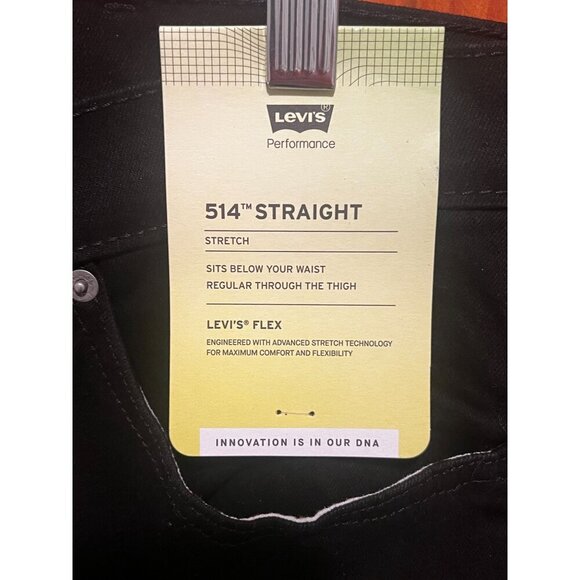 LEVI'S®
Performance
514™ STRAIGHT
STRETCH
SITS BELOW YOUR WAIST
REGULAR THROUGH THE THIGH
LEVI'S® FLEX
ENGINEERED WITH ADVANCED STRETCH TECHNOLOGY
FOR MAXIMUM COMFORT AND FLEXIBILITY
INNOVATION IS IN OUR DNA